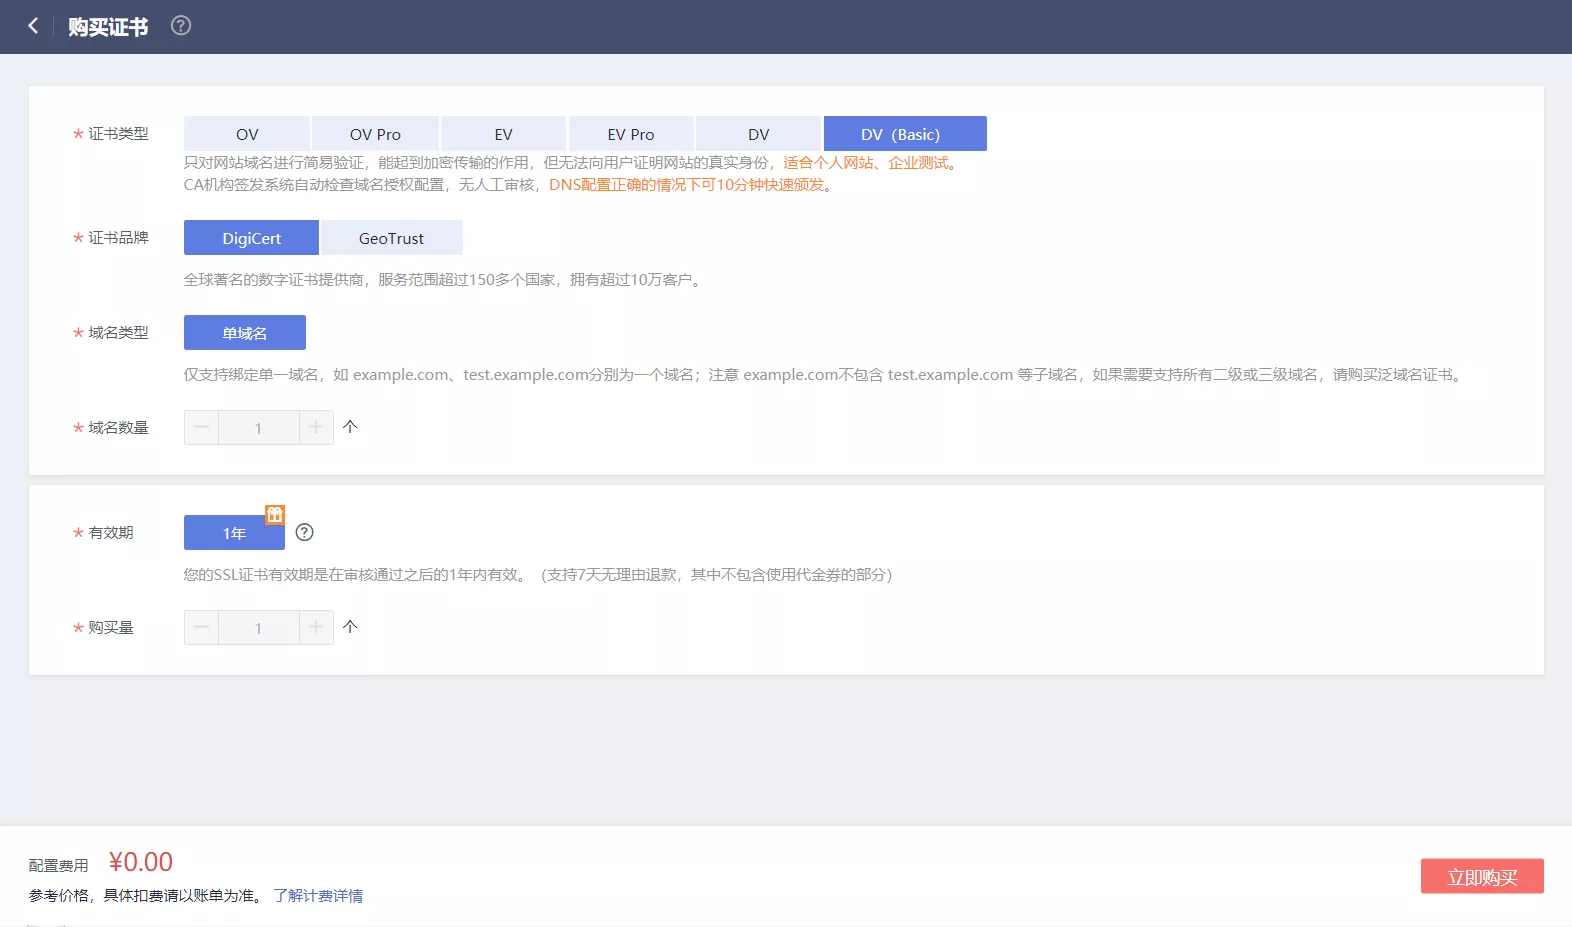 购买证书
* 证书类型 OV OV Pro EV EV Pro DV DV（Basic）
只对网站域名进行简易验证，能起到加密传输的作用，但无法向用户证明网站的真实身份，适合个人网站、企业测试。
CA机构签发系统自动检查域名授权配置，无人工审核，DNS配置正确的情况下可10分钟快速颁发。
* 证书品牌 DigiCert GeoTrust
全球著名的数字证书提供商，服务范围超过150多个国家，拥有超过10万客户。
* 域名类型 单域名
仅支持绑定单一域名，如 example.com、test.example.com分别为一个域名；注意 example.com不包含 test.example.com 等子域名，如果需要支持所有二级或三级域名，请购买泛域名证书。
* 域名数量 − 1 + 个
* 有效期 1年
您的SSL证书有效期是在审核通过之后的1年内有效。（支持7天无理由退款，其中不包含使用代金券的部分）
* 购买量 − 1 + 个
配置费用 ¥0.00
参考价格，具体扣费请以账单为准。 了解计费详情
立即购买